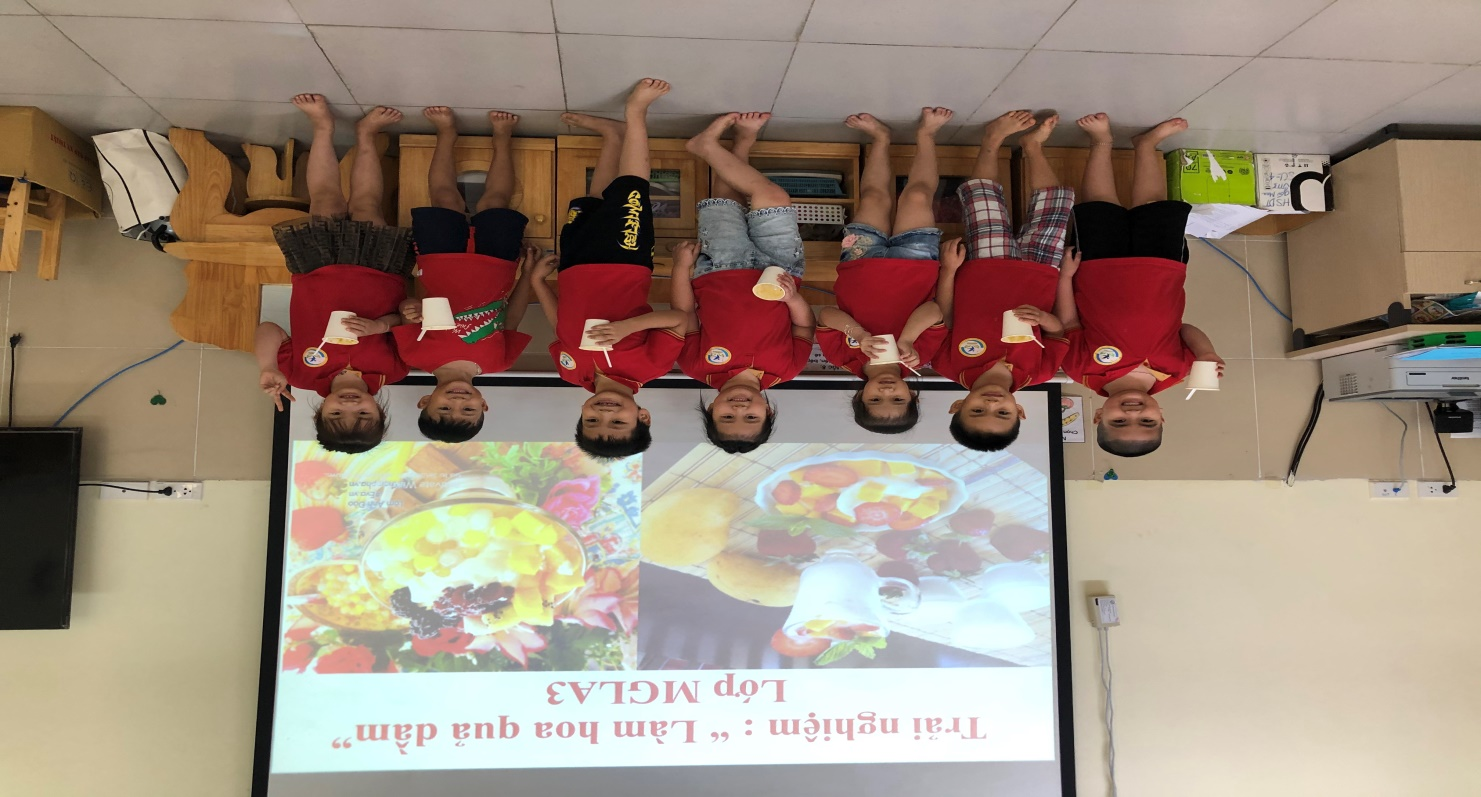 Trải nghiệm : “ Làm hoa quả dầm”
Lớp MGLA3